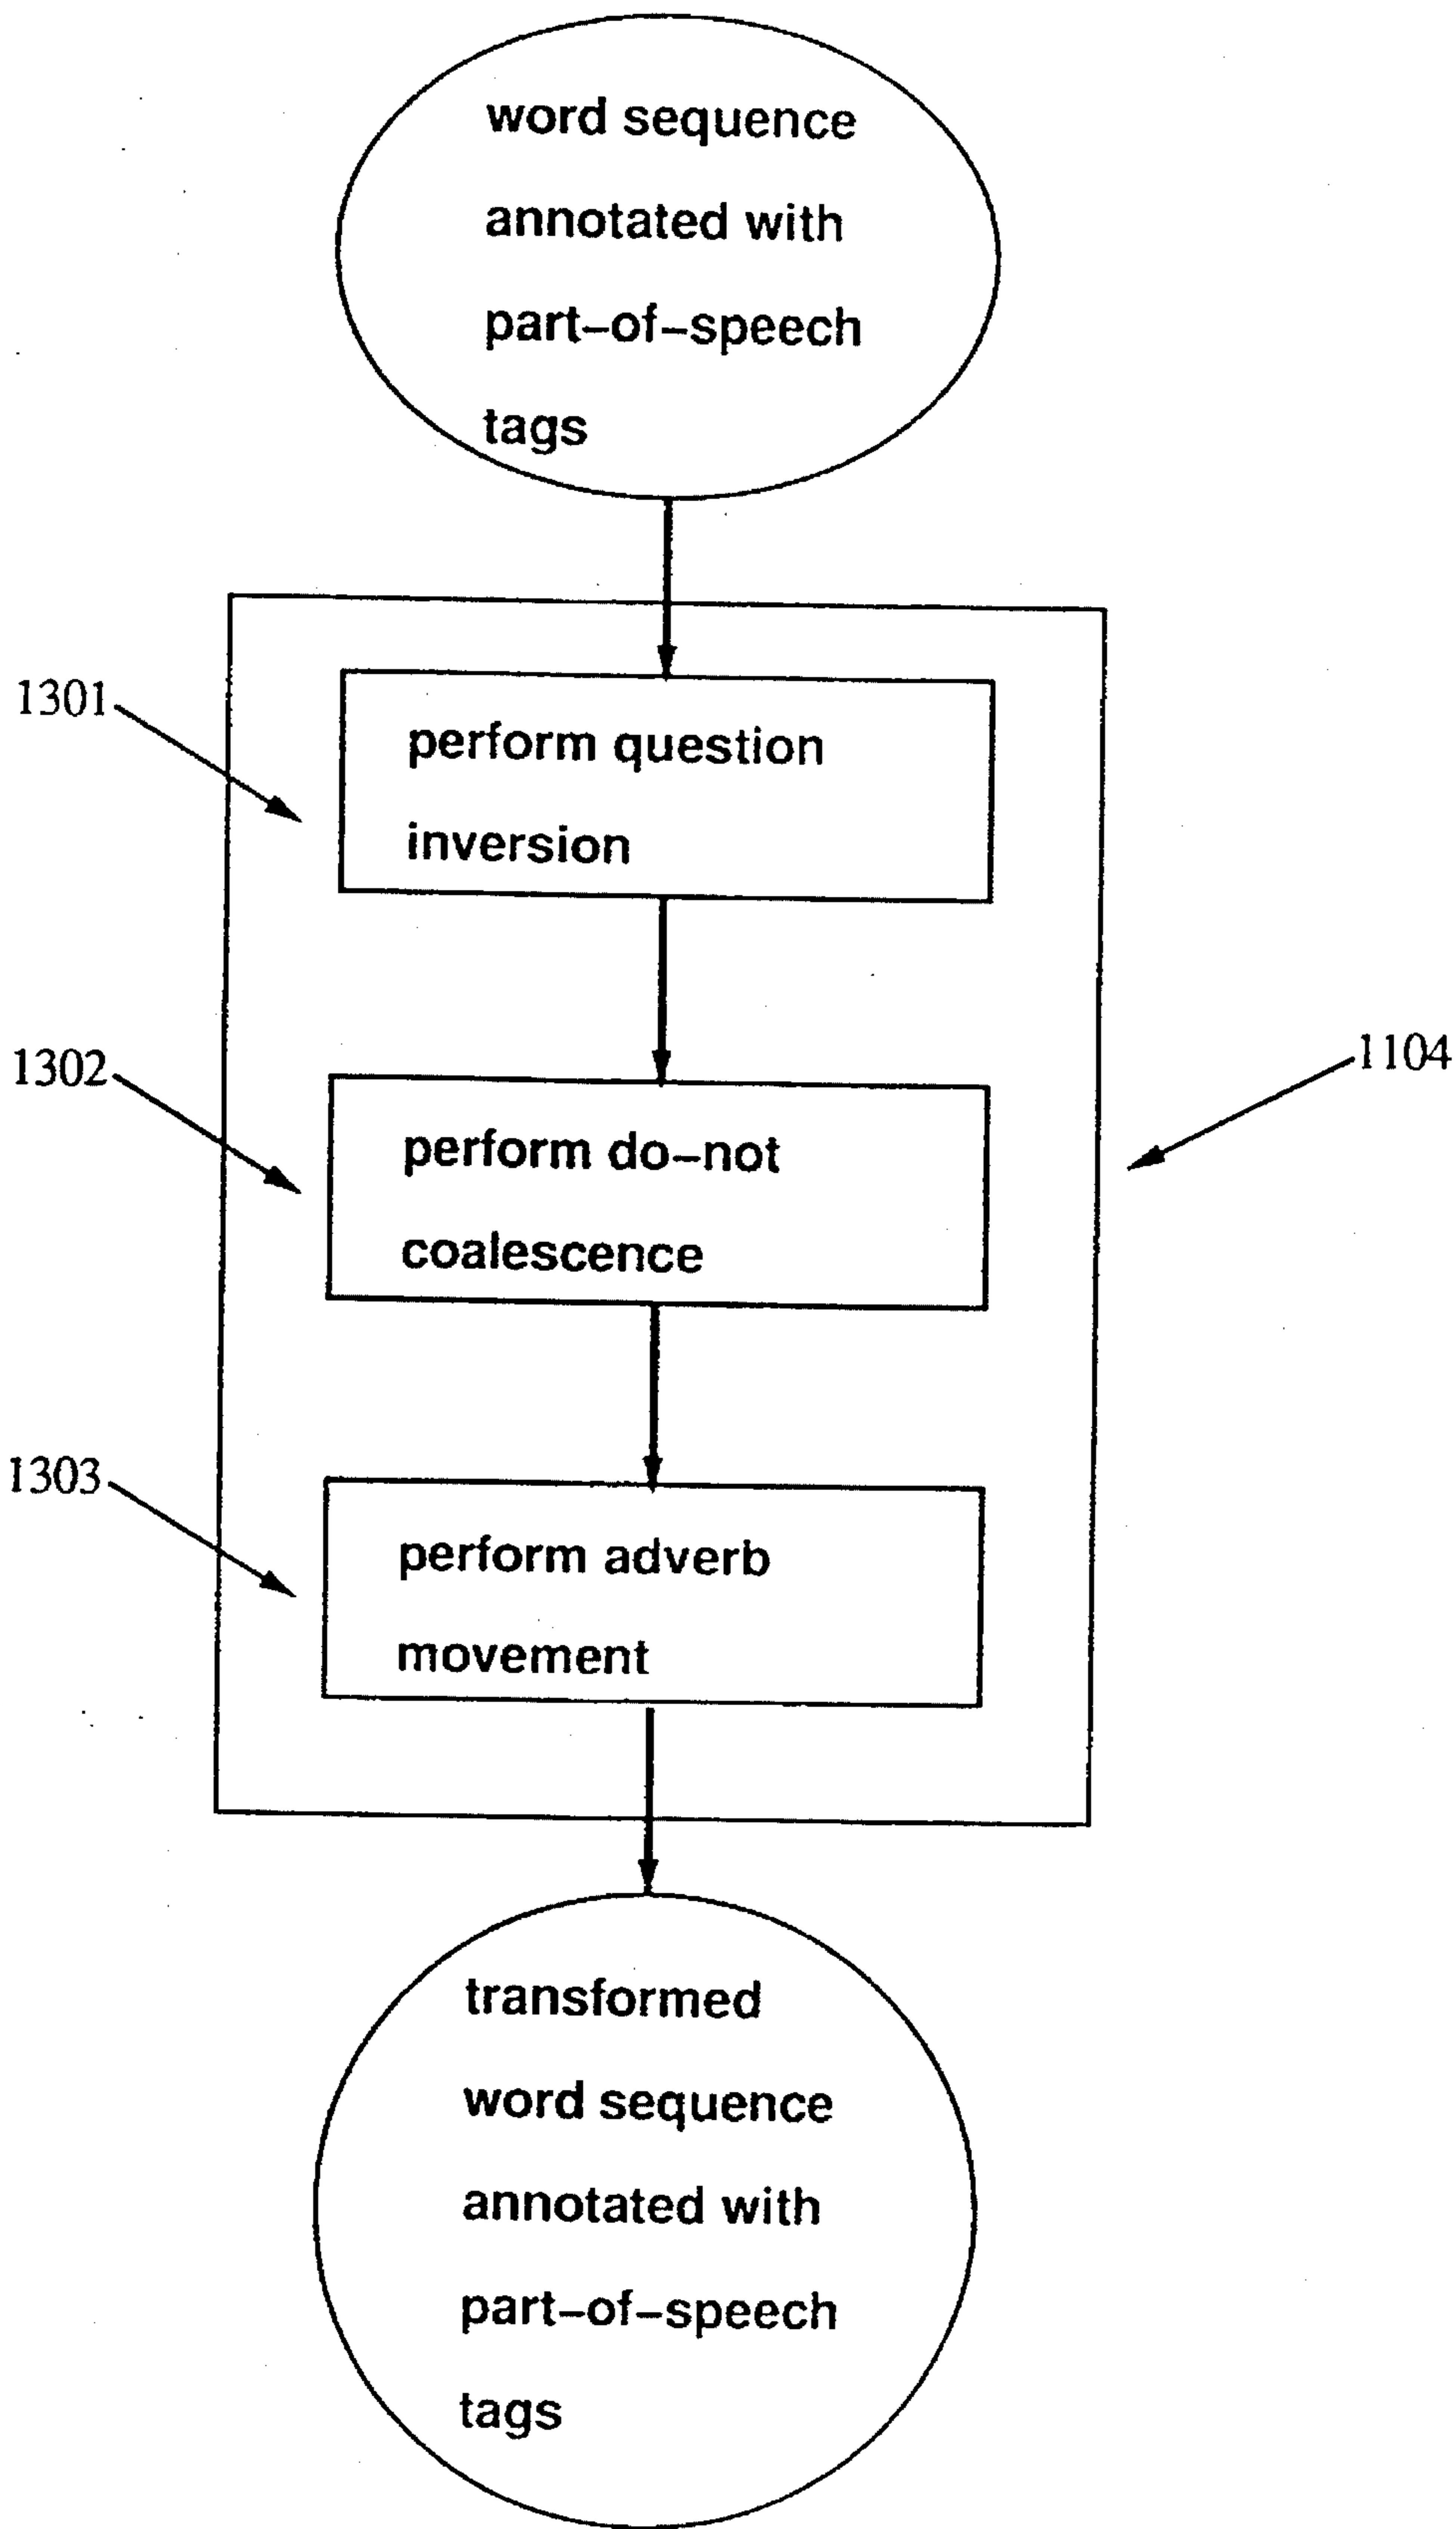 word sequence
annotated with
part-of-speech
tags
1301
perform question
inversion
1302
perform do-not
coalescence
1104
1303
perform adverb
movement
transformed
word sequence
annotated with
part-of-speech
tags